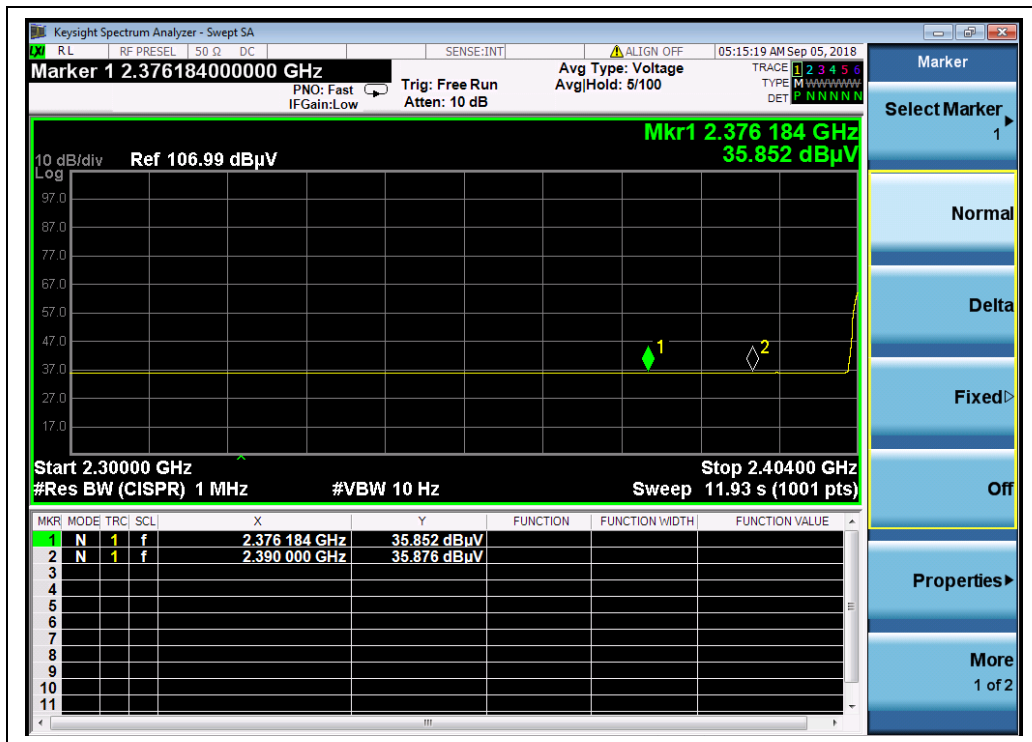 Keysight Spectrum Analyzer - Swept SA
LXI RL RF PRESEL 50 Ω DC SENSE:INT ALIGN OFF 05:15:19 AM Sep 05, 2018
Marker 1 2.376184000000 GHz
PNO: Fast
IFGain:Low
Trig: Free Run
Atten: 10 dB
Avg Type: Voltage
Avg|Hold: 5/100
TRACE 1 2 3 4 5 6
TYPE M WWWWW
DET P N N N N N
Mkr1 2.376 184 GHz
35.852 dBµV
10 dB/div Ref 106.99 dBµV
Log
97.0
87.0
77.0
67.0
57.0
47.0
37.0
27.0
17.0
1
2
Start 2.30000 GHz Stop 2.40400 GHz
#Res BW (CISPR) 1 MHz #VBW 10 Hz Sweep 11.93 s (1001 pts)
MKR MODE TRC SCL X Y FUNCTION FUNCTION WIDTH FUNCTION VALUE
1 N 1 f 2.376 184 GHz 35.852 dBµV
2 N 1 f 2.390 000 GHz 35.876 dBµV
3
4
5
6
7
8
9
10
11
Marker
Select Marker
1
Normal
Delta
Fixed
Off
Properties
More
1 of 2